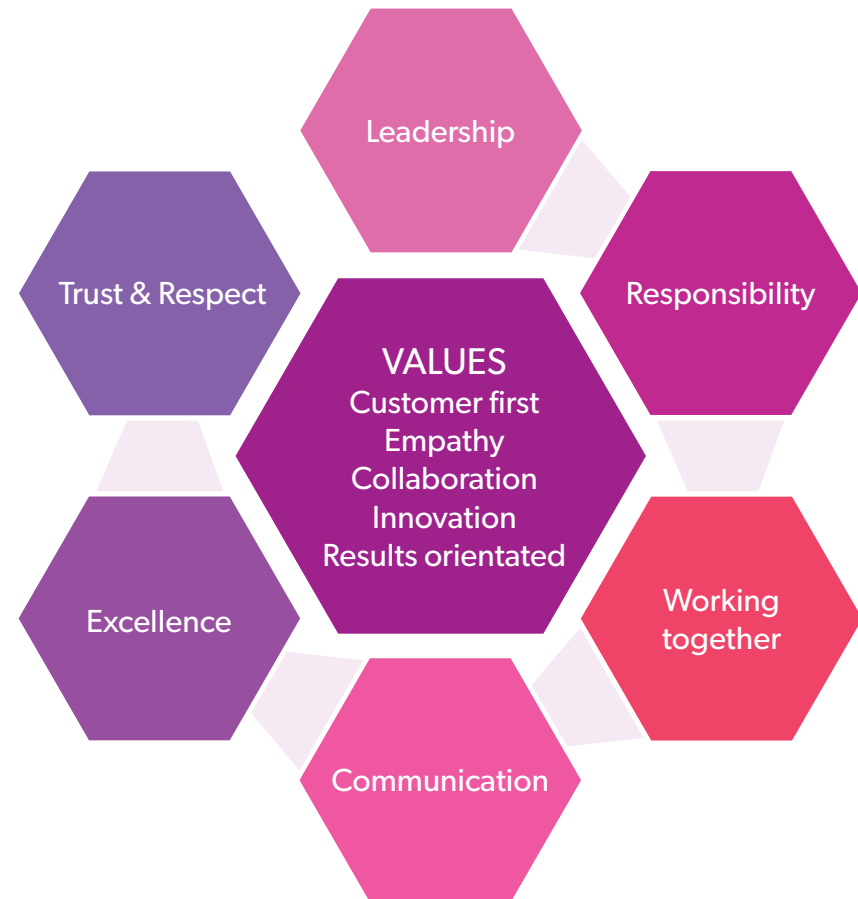 Leadership
Trust & Respect
Responsibility
VALUES
Customer first
Empathy
Collaboration
Innovation
Results orientated
Excellence
Working
together
Communication